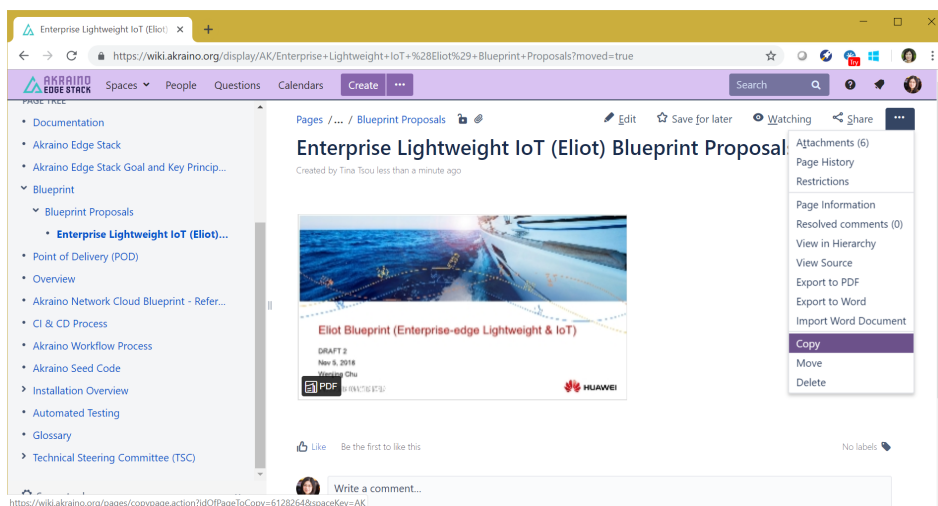 Enterprise Lightweight IoT (Eliot)
https://wiki.akraino.org/display/AK/Enterprise+Lightweight+IoT+%28Eliot%29+Blueprint+Proposals?moved=true
Try
AKRAINO
EDGE STACK
Spaces
People
Questions
Calendars
Create
Search
PAGE TREE
Documentation
Akraino Edge Stack
Akraino Edge Stack Goal and Key Princip...
Blueprint
Blueprint Proposals
Enterprise Lightweight IoT (Eliot)...
Point of Delivery (POD)
Overview
Akraino Network Cloud Blueprint - Refer...
CI & CD Process
Akraino Workflow Process
Akraino Seed Code
Installation Overview
Automated Testing
Glossary
Technical Steering Committee (TSC)
Pages /... / Blueprint Proposals
Edit
Save for later
Watching
Share
Enterprise Lightweight IoT (Eliot) Blueprint Proposal
Created by Tina Tsou less than a minute ago
Attachments (6)
Page History
Restrictions
Page Information
Resolved comments (0)
View in Hierarchy
View Source
Export to PDF
Export to Word
Import Word Document
Copy
Move
Delete
Eliot Blueprint (Enterprise-edge Lightweight & IoT)
DRAFT 2
Nov 5, 2018
Wenjing Chu
PDF
HUAWEI
Like
Be the first to like this
No labels
Write a comment...
https://wiki.akraino.org/pages/copypage.action?idOfPageToCopy=6128264&spaceKey=AK